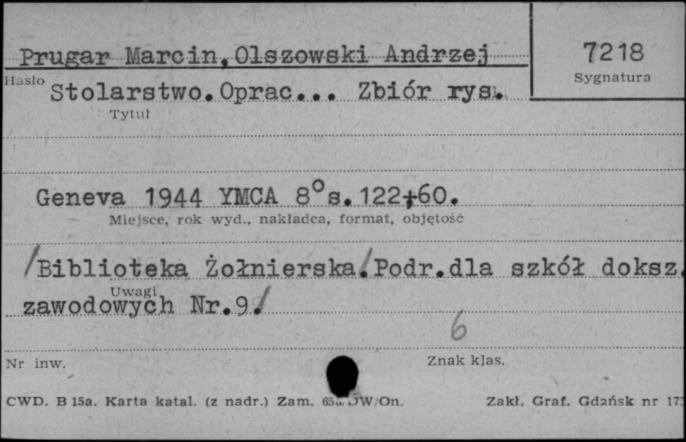 Prugar Marcin, Olszowski Andrzej
7218
Hasło
Sygnatura
Stolarstwo. Oprac... Zbiór rys.
Tytuł
Geneva 1944 YMCA 8° s. 122+60.
Miejsce, rok wyd., nakładca, format, objętość
/Biblioteka Żołnierska. Podr. dla szkół doksz.
Uwagi
zawodowych Nr. 9./
6
Nr inw.
Znak klas.
CWD. B 15a. Karta katal. (z nadr.) Zam. DW/On.
Zakł. Graf. Gdańsk nr